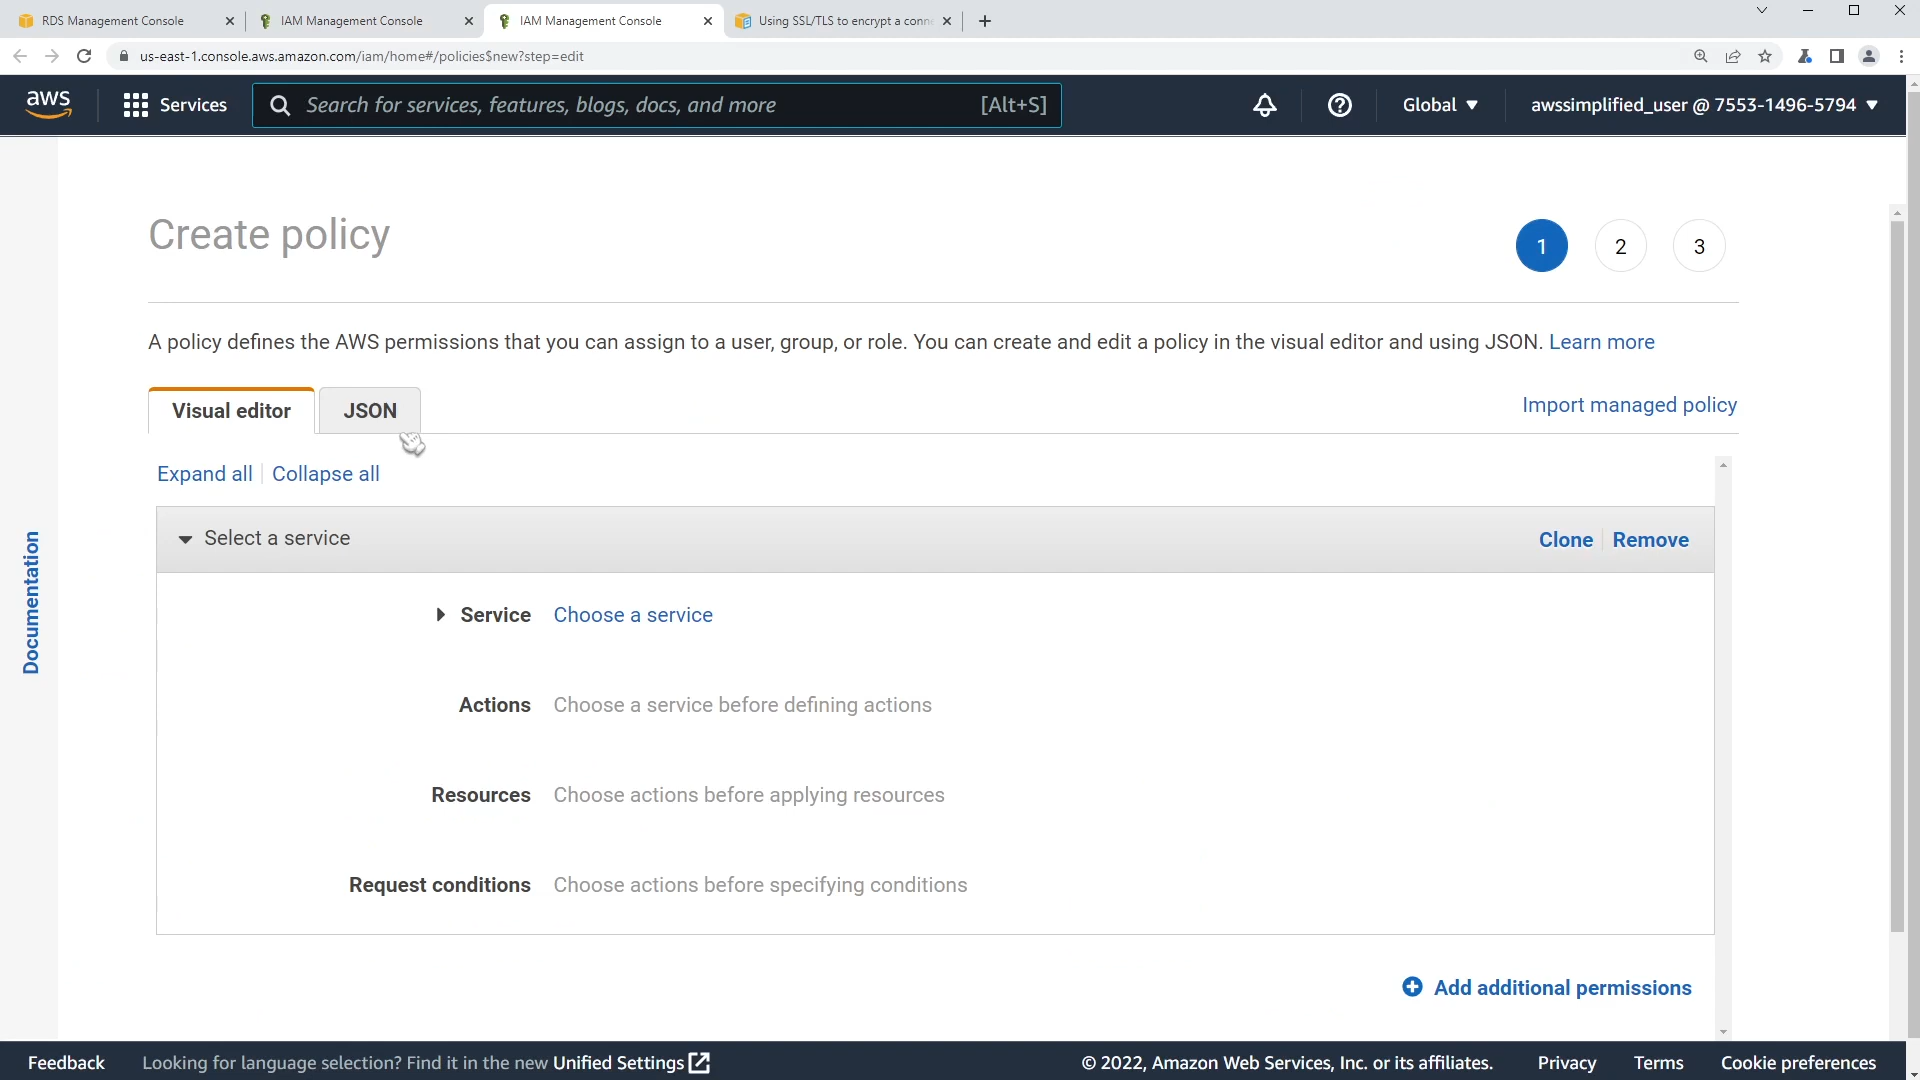 RDS Management Console
IAM Management Console
IAM Management Console
Using SSL/TLS to encrypt a conn
us-east-1.console.aws.amazon.com/iam/home#/policies$new?step=edit
aws
Services
Search for services, features, blogs, docs, and more
[Alt+S]
Global
awssimplified_user @ 7553-1496-5794
Create policy
1
2
3
A policy defines the AWS permissions that you can assign to a user, group, or role. You can create and edit a policy in the visual editor and using JSON. Learn more
Visual editor
JSON
Import managed policy
Expand all
Collapse all
Select a service
Clone
Remove
Service Choose a service
Actions Choose a service before defining actions
Resources Choose actions before applying resources
Request conditions Choose actions before specifying conditions
Add additional permissions
Documentation
Feedback
Looking for language selection? Find it in the new Unified Settings
© 2022, Amazon Web Services, Inc. or its affiliates.
Privacy
Terms
Cookie preferences